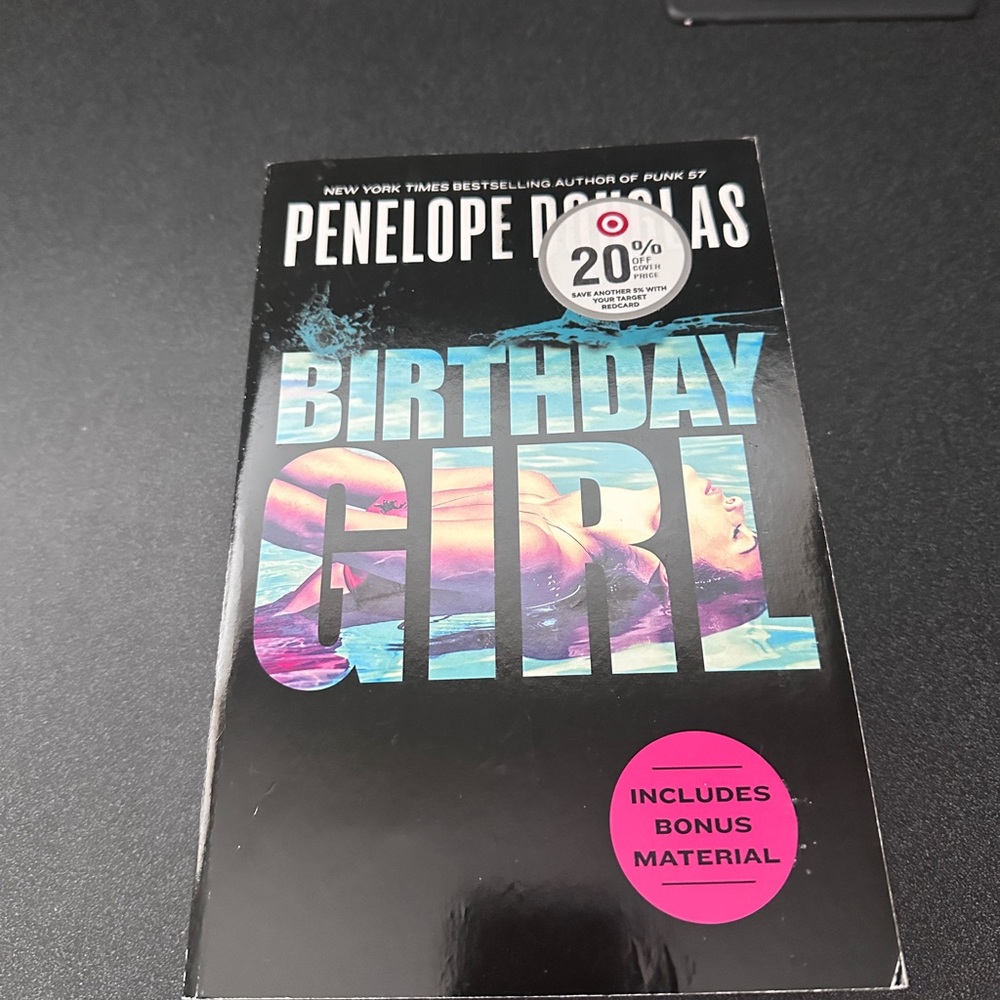 NEW YORK TIMES BESTSELLING AUTHOR OF PUNK 57
PENELOPE DOUGLAS
20% OFF COVER PRICE
SAVE ANOTHER 5% WITH
YOUR TARGET
REDCARD
BIRTHDAY
GIRL
INCLUDES
BONUS
MATERIAL